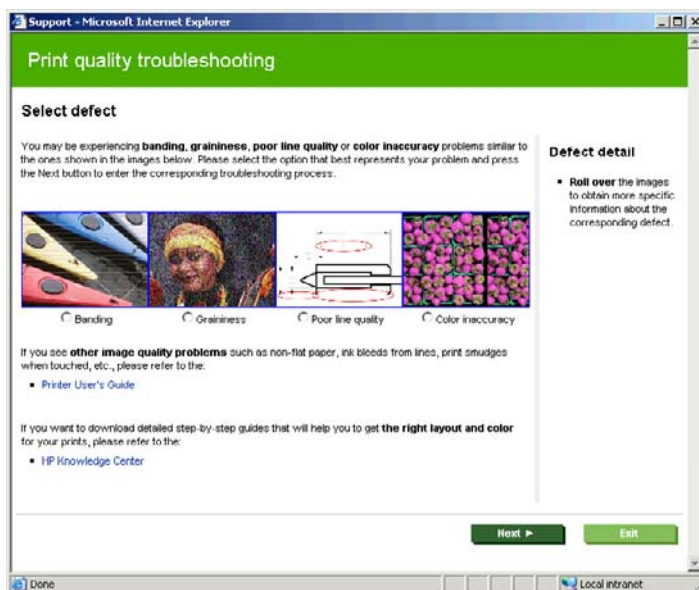 Support - Microsoft Internet Explorer
Print quality troubleshooting
Select defect
You may be experiencing banding, graininess, poor line quality or color inaccuracy problems similar to
the ones shown in the images below. Please select the option that best represents your problem and press
the Next button to enter the corresponding troubleshooting process.
Banding
Graininess
Poor line quality
Color inaccuracy
If you see other image quality problems such as non-flat paper, ink bleeds from lines, print smudges
when touched, etc., please refer to the:
Printer User's Guide
If you want to download detailed step-by-step guides that will help you to get the right layout and color
for your prints, please refer to the:
HP Knowledge Center
Defect detail
Roll over the images
to obtain more specific
information about the
corresponding defect.
Next
Exit
Done
Local intranet